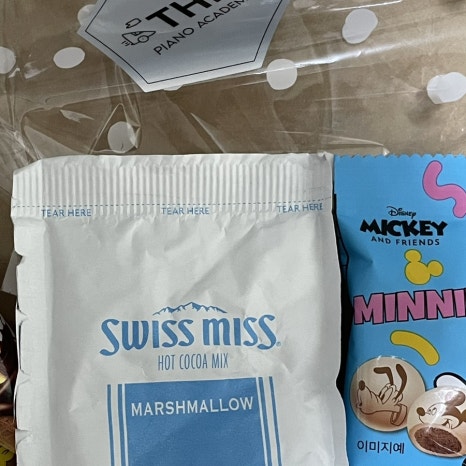 PIANO ACADEM
TEAR HERE TEAR HERE TEAR HERE
Disney
MICKEY
AND FRIENDS
MINNI
SWISS MISS
HOT COCOA MIX
MARSHMALLOW
이미지예